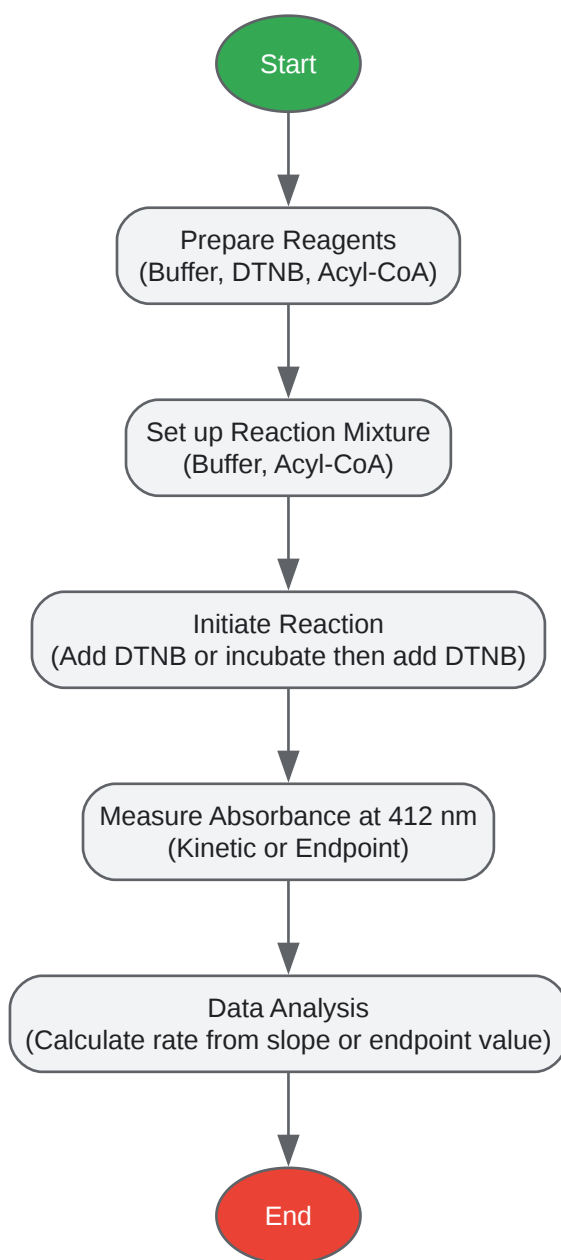 Start
Prepare Reagents
(Buffer, DTNB, Acyl-CoA)
Set up Reaction Mixture
(Buffer, Acyl-CoA)
Initiate Reaction
(Add DTNB or incubate then add DTNB)
Measure Absorbance at 412 nm
(Kinetic or Endpoint)
Data Analysis
(Calculate rate from slope or endpoint value)
End